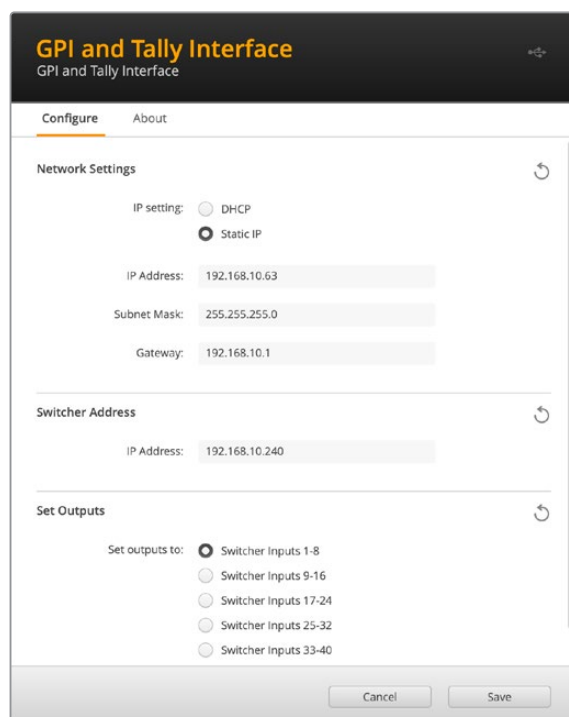 GPI and Tally Interface
GPI and Tally Interface
Configure About
Network Settings
IP setting: DHCP
Static IP
IP Address: 192.168.10.63
Subnet Mask: 255.255.255.0
Gateway: 192.168.10.1
Switcher Address
IP Address: 192.168.10.240
Set Outputs
Set outputs to: Switcher Inputs 1-8
Switcher Inputs 9-16
Switcher Inputs 17-24
Switcher Inputs 25-32
Switcher Inputs 33-40
Cancel Save